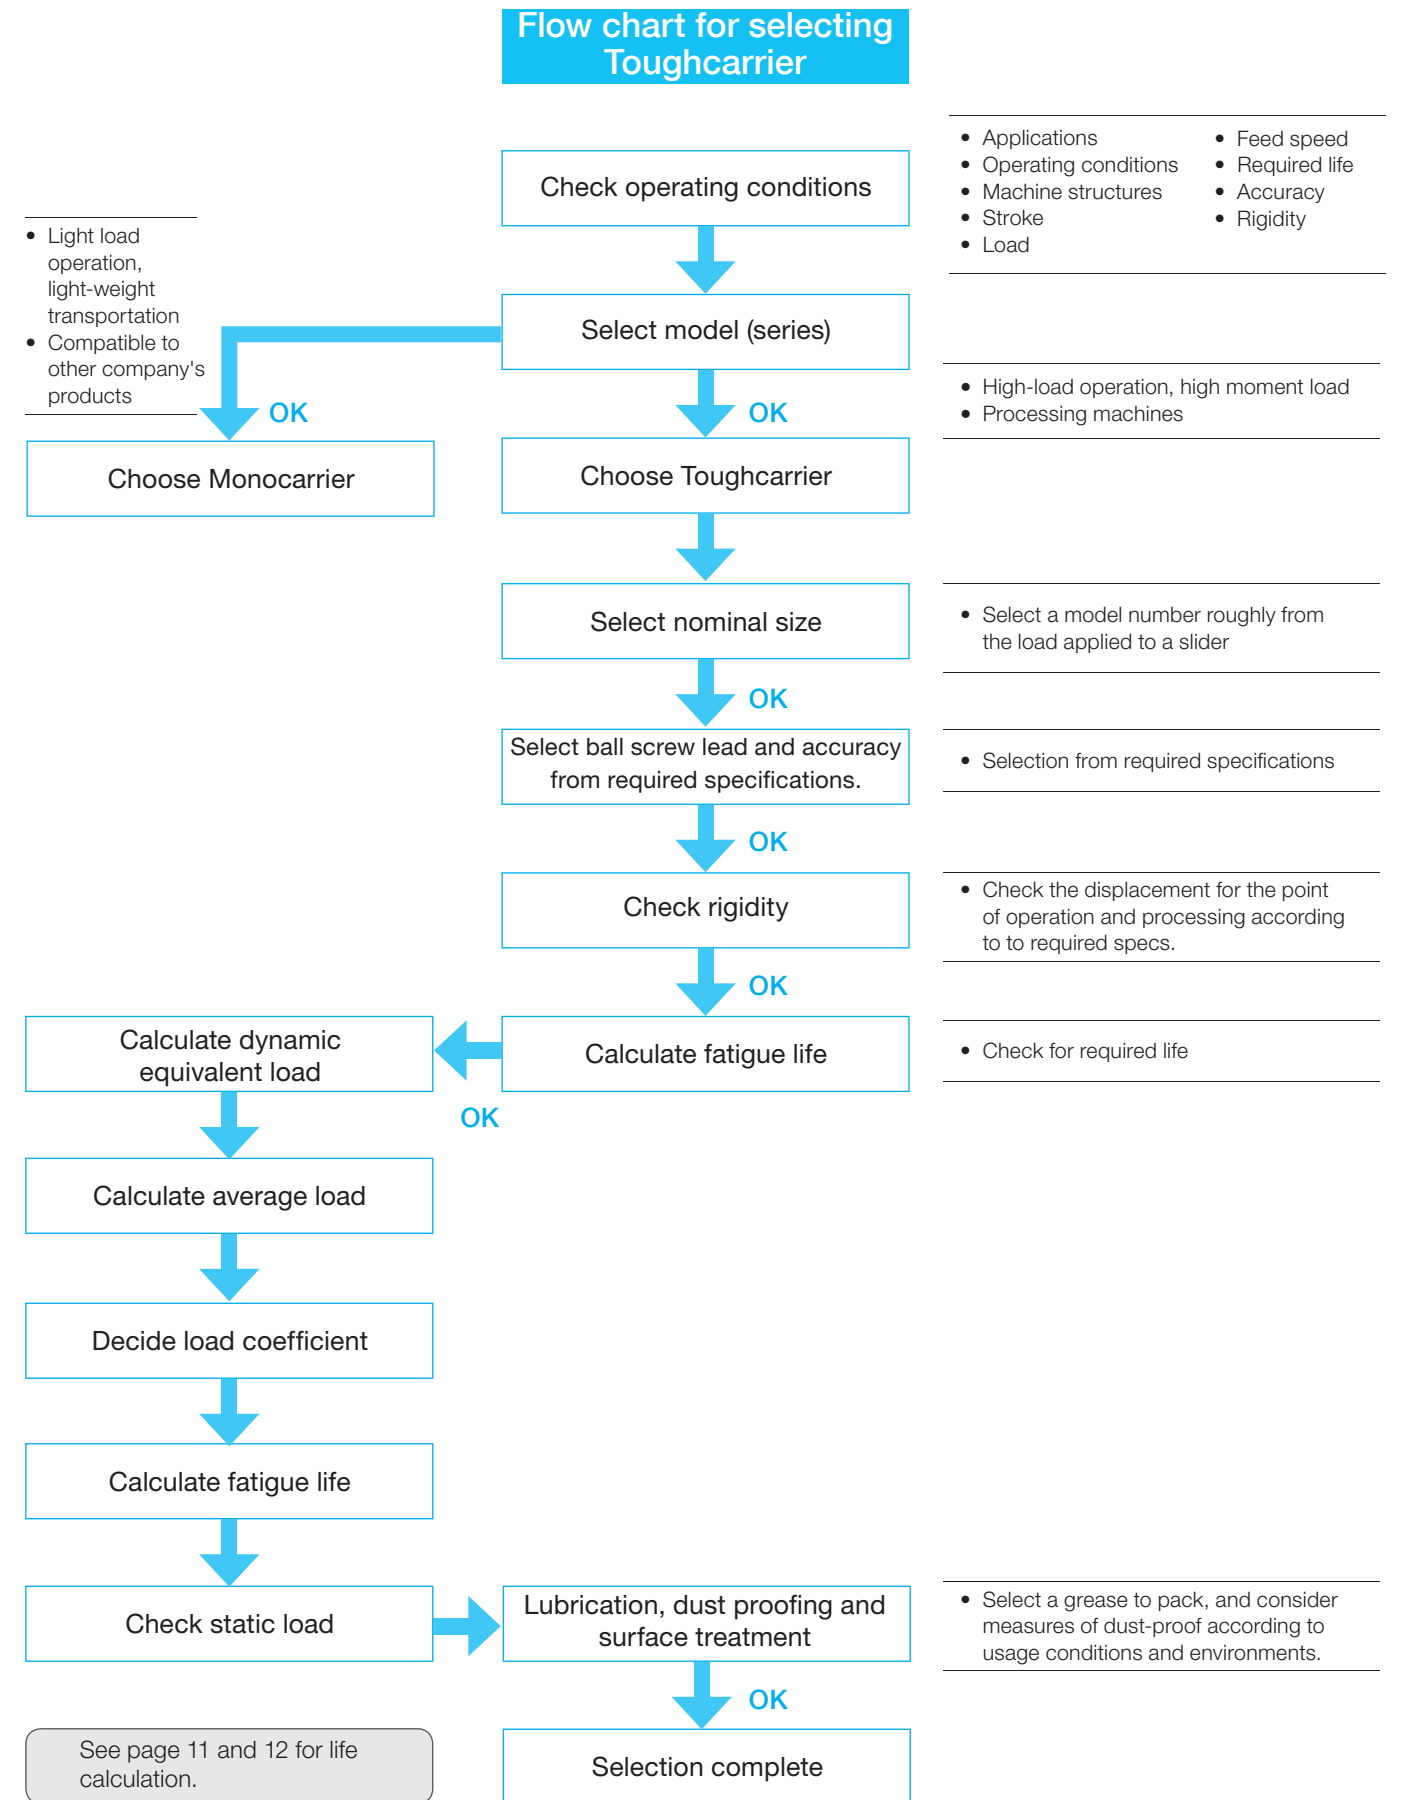 Flow chart for selecting
Toughcarrier
Check operating conditions
• Applications
• Operating conditions
• Machine structures
• Stroke
• Load
• Feed speed
• Required life
• Accuracy
• Rigidity
• Light load
operation,
light-weight
transportation
• Compatible to
other company's
products
Select model (series)
OK
OK
• High-load operation, high moment load
• Processing machines
Choose Monocarrier
Choose Toughcarrier
Select nominal size
• Select a model number roughly from
the load applied to a slider
OK
Select ball screw lead and accuracy
from required specifications.
• Selection from required specifications
OK
Check rigidity
• Check the displacement for the point
of operation and processing according
to to required specs.
OK
Calculate fatigue life
• Check for required life
OK
Calculate dynamic
equivalent load
Calculate average load
Decide load coefficient
Calculate fatigue life
Check static load
Lubrication, dust proofing and
surface treatment
• Select a grease to pack, and consider
measures of dust-proof according to
usage conditions and environments.
OK
See page 11 and 12 for life
calculation.
Selection complete